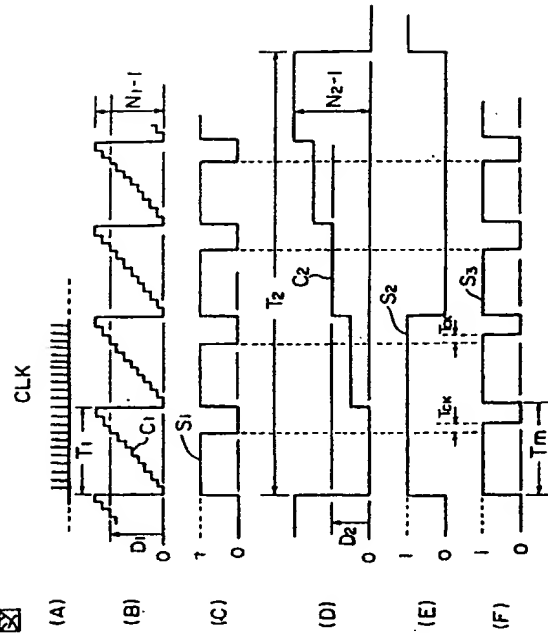 図
(A)
CLK
(B)
D1
0
T1
C1
N1-1
(C)
?
0
S1
(D)
D2
0
T2
C2
N2-1
(E)
1
0
S2
(F)
1
0
Tm
TCK
TCK
S3